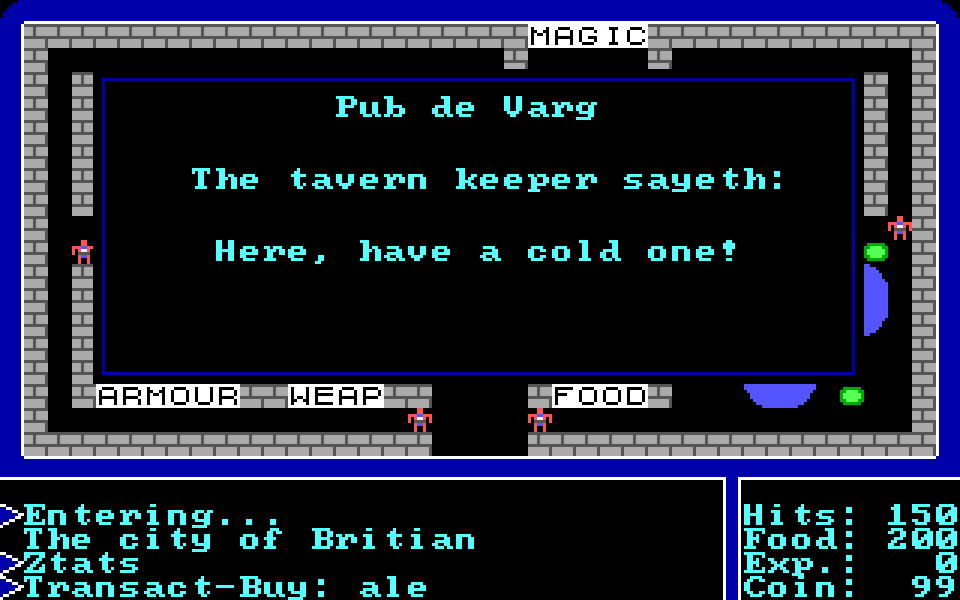 MAGIC
Pub de Varg
The tavern keeper sayeth:
Here, have a cold one!
ARMOUR WEAP FOOD
Entering...
The city of Britian
Ztats
Transact-Buy: ale
Hits: 150
Food: 200
Exp.: 0
Coin: 99